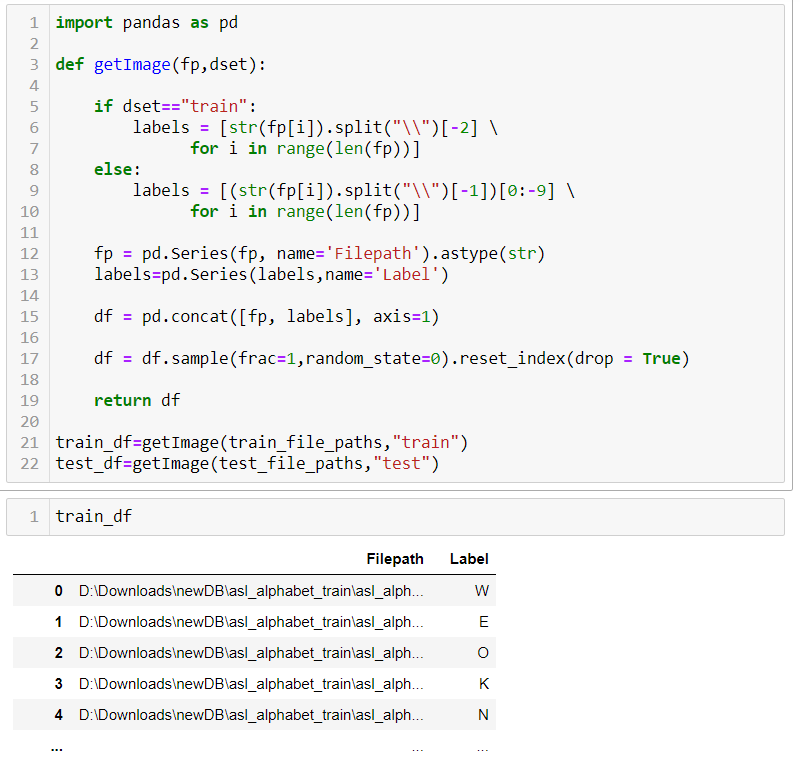 1 import pandas as pd
2
3 def getImage(fp,dset):
4
5     if dset=="train":
6         labels = [str(fp[i]).split("\\")[-2] \
7               for i in range(len(fp))]
8     else:
9         labels = [(str(fp[i]).split("\\")[-1])[0:-9] \
10               for i in range(len(fp))]
11
12     fp = pd.Series(fp, name='Filepath').astype(str)
13     labels=pd.Series(labels,name='Label')
14
15     df = pd.concat([fp, labels], axis=1)
16
17     df = df.sample(frac=1,random_state=0).reset_index(drop = True)
18
19     return df
20
21 train_df=getImage(train_file_paths,"train")
22 test_df=getImage(test_file_paths,"test")
1 train_df
Filepath Label
0 D:\Downloads\newDB\asl_alphabet_train\asl_alph... W
1 D:\Downloads\newDB\asl_alphabet_train\asl_alph... E
2 D:\Downloads\newDB\asl_alphabet_train\asl_alph... O
3 D:\Downloads\newDB\asl_alphabet_train\asl_alph... K
4 D:\Downloads\newDB\asl_alphabet_train\asl_alph... N
... ... ...